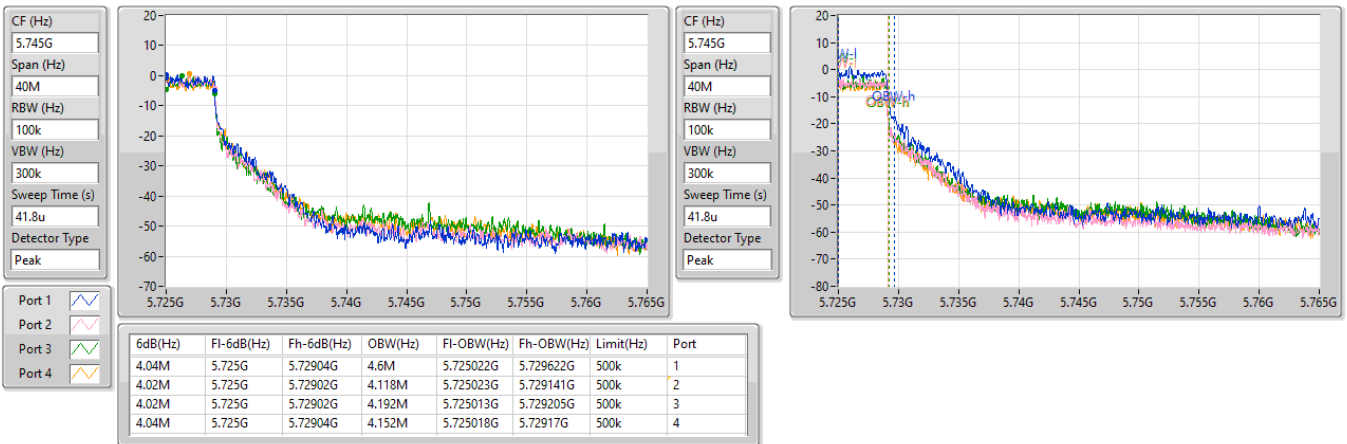 CF (Hz)
5.745G
Span (Hz)
40M
RBW (Hz)
100k
VBW (Hz)
300k
Sweep Time (s)
41.8u
Detector Type
Peak
20
10
0
-10
-20
-30
-40
-50
-60
-70
5.725G 5.73G 5.735G 5.74G 5.745G 5.75G 5.755G 5.76G 5.765G
CF (Hz)
5.745G
Span (Hz)
40M
RBW (Hz)
100k
VBW (Hz)
300k
Sweep Time (s)
41.8u
Detector Type
Peak
20
10
0
-10
-20
-30
-40
-50
-60
-70
-80
OBW-h
5.725G 5.73G 5.735G 5.74G 5.745G 5.75G 5.755G 5.76G 5.765G
Port 1
Port 2
Port 3
Port 4
6dB(Hz) Fl-6dB(Hz) Fh-6dB(Hz) OBW(Hz) Fl-OBW(Hz) Fh-OBW(Hz) Limit(Hz) Port
4.04M 5.725G 5.72904G 4.6M 5.725022G 5.729622G 500k 1
4.02M 5.725G 5.72902G 4.118M 5.725023G 5.729141G 500k 2
4.02M 5.725G 5.72902G 4.192M 5.725013G 5.729205G 500k 3
4.04M 5.725G 5.72904G 4.152M 5.725018G 5.72917G 500k 4